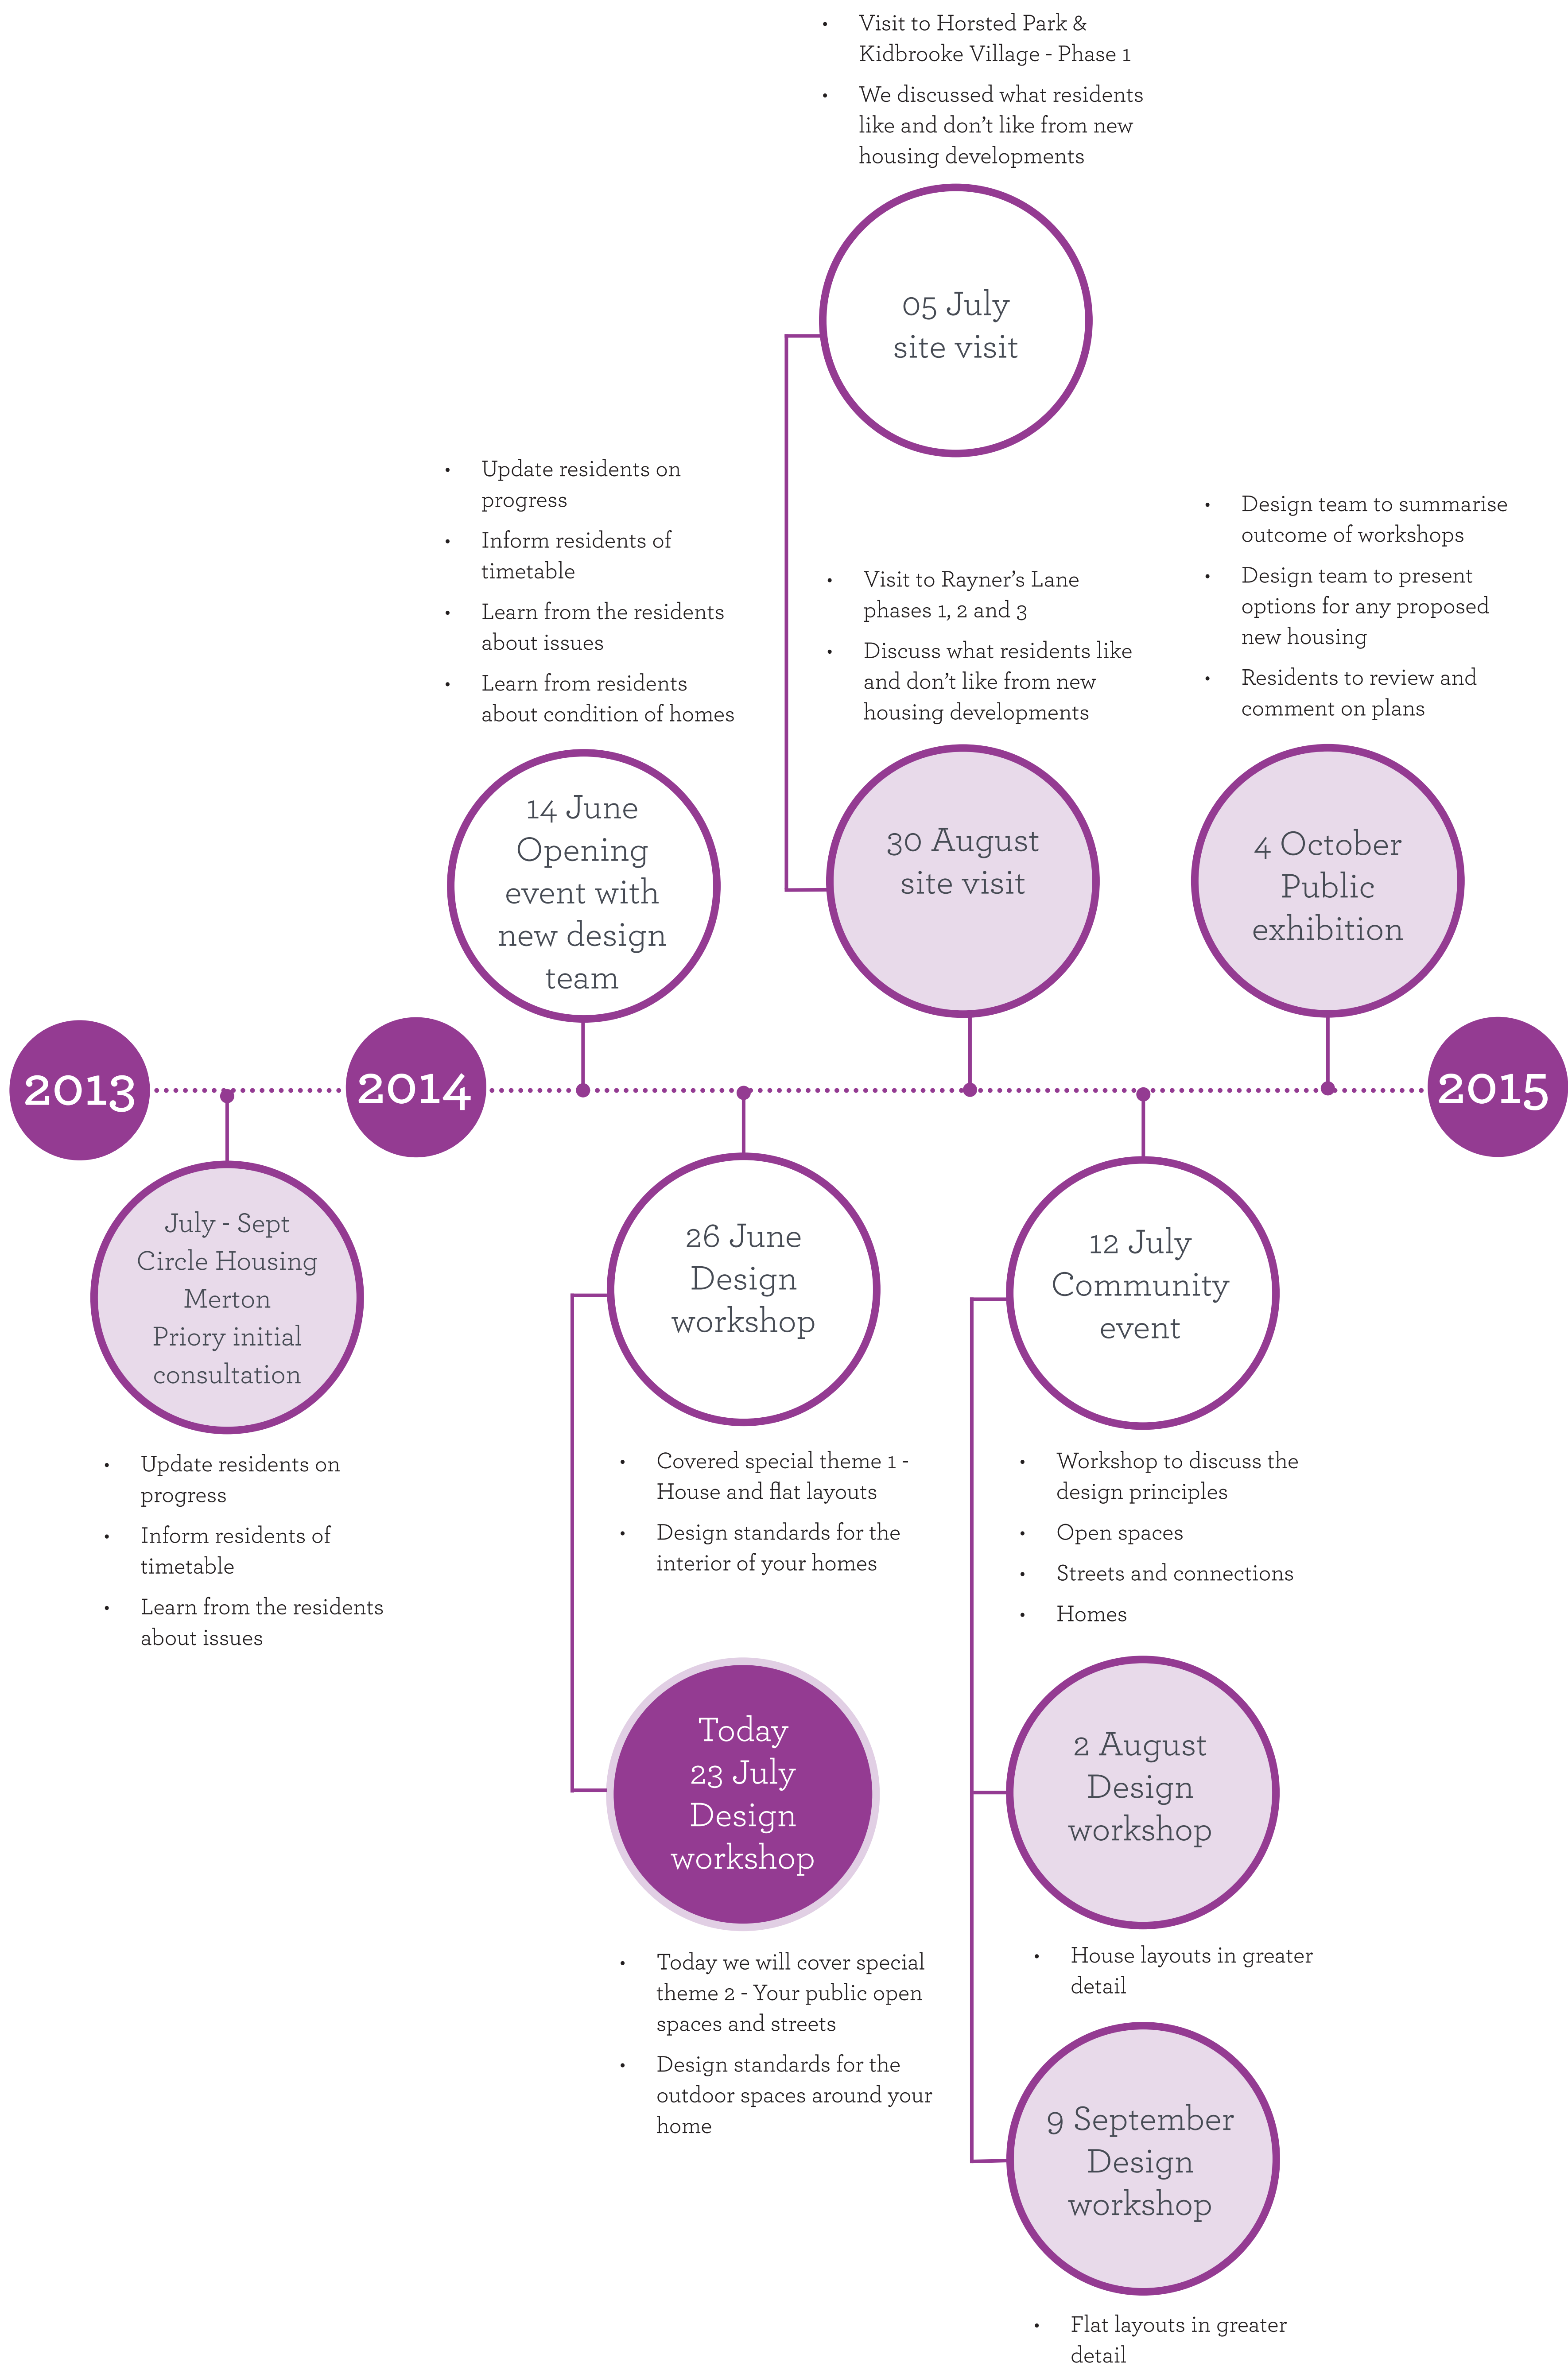 • Visit to Horsted Park &
Kidbrooke Village - Phase 1
• We discussed what residents
like and don't like from new
housing developments
05 July
site visit
• Update residents on
progress
• Inform residents of
timetable
• Learn from the residents
about issues
• Learn from residents
about condition of homes
14 June
Opening
event with
new design
team
• Visit to Rayner's Lane
phases 1, 2 and 3
• Discuss what residents like
and don't like from new
housing developments
30 August
site visit
• Design team to summarise
outcome of workshops
• Design team to present
options for any proposed
new housing
• Residents to review and
comment on plans
4 October
Public
exhibition
2013
2014
2015
July - Sept
Circle Housing
Merton
Priory initial
consultation
• Update residents on
progress
• Inform residents of
timetable
• Learn from the residents
about issues
26 June
Design
workshop
• Covered special theme 1 -
House and flat layouts
• Design standards for the
interior of your homes
Today
23 July
Design
workshop
• Today we will cover special
theme 2 - Your public open
spaces and streets
• Design standards for the
outdoor spaces around your
home
12 July
Community
event
• Workshop to discuss the
design principles
• Open spaces
• Streets and connections
• Homes
2 August
Design
workshop
• House layouts in greater
detail
9 September
Design
workshop
• Flat layouts in greater
detail